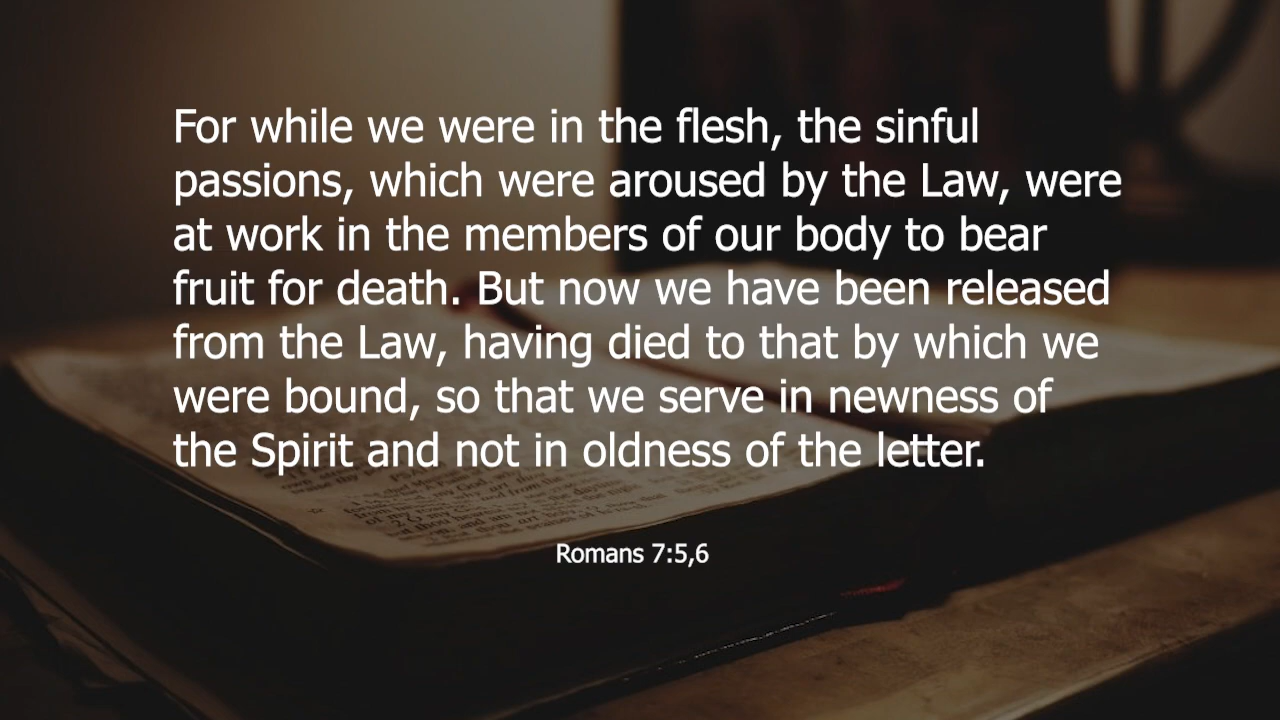 For while we were in the flesh, the sinful
passions, which were aroused by the Law, were
at work in the members of our body to bear
fruit for death. But now we have been released
from the Law, having died to that by which we
were bound, so that we serve in newness of
the Spirit and not in oldness of the letter.
Romans 7:5,6